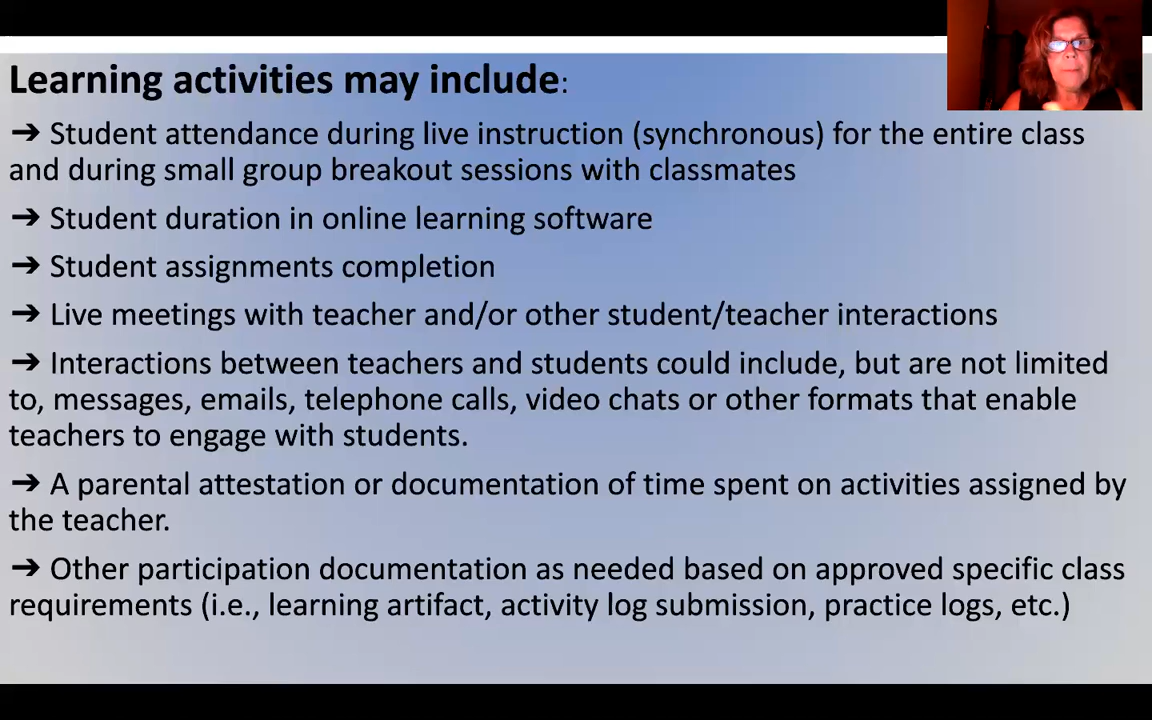 Learning activities may include:
➔ Student attendance during live instruction (synchronous) for the entire class
and during small group breakout sessions with classmates
➔ Student duration in online learning software
➔ Student assignments completion
➔ Live meetings with teacher and/or other student/teacher interactions
➔ Interactions between teachers and students could include, but are not limited
to, messages, emails, telephone calls, video chats or other formats that enable
teachers to engage with students.
➔ A parental attestation or documentation of time spent on activities assigned by
the teacher.
➔ Other participation documentation as needed based on approved specific class
requirements (i.e., learning artifact, activity log submission, practice logs, etc.)